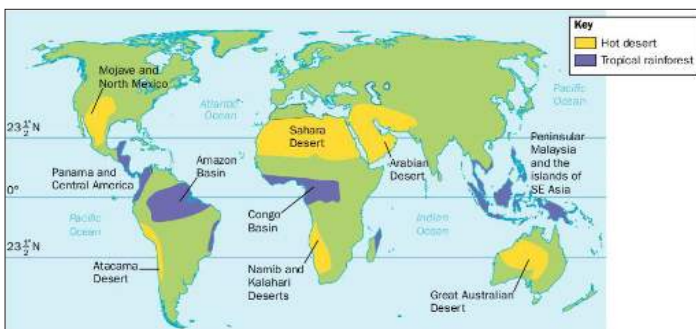 Key
Hot desert
Tropical rainforest
Mojave and
North Mexico
Atlantic
Ocean
Pacific
Ocean
23½°N
Sahara
Desert
Peninsular
Malaysia
and the
islands of
SE Asia
Amazon
Basin
Panama and
Central America
Arabian
Desert
0°
Congo
Basin
Pacific
Ocean
Indian
Ocean
23½°N
Atacama
Desert
Namib and
Kalahari
Deserts
Great Australian
Desert